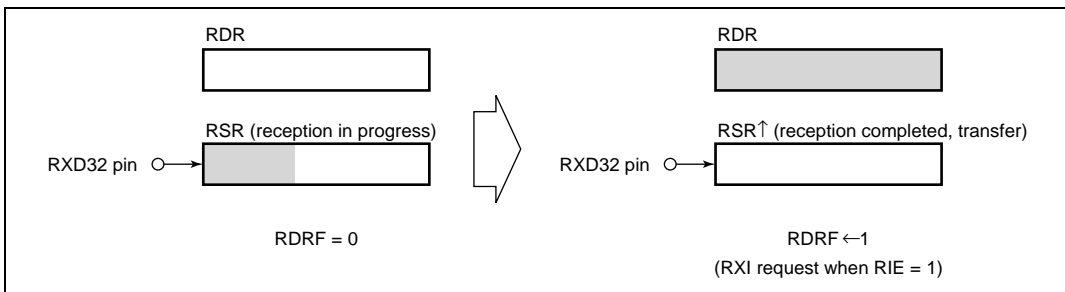 RDR
RSR (reception in progress)
RXD32 pin
RDRF = 0
RDR
RSR↑ (reception completed, transfer)
RXD32 pin
RDRF ←1
(RXI request when RIE = 1)